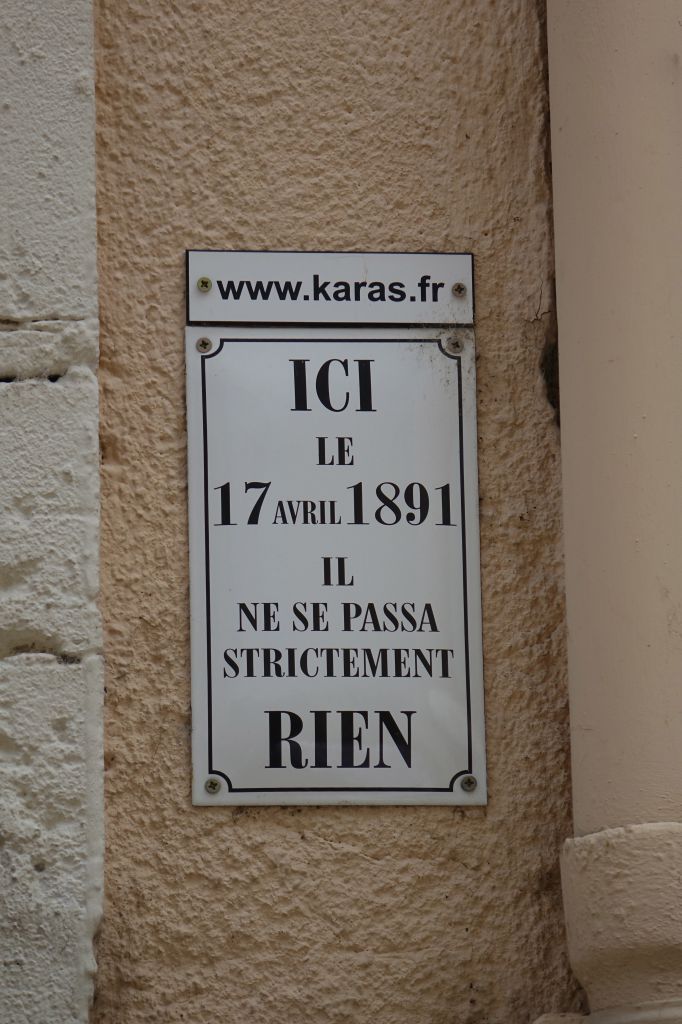 www.karas.fr
ICI
LE
17 AVRIL 1891
IL
NE SE PASSA
STRICTEMENT
RIEN